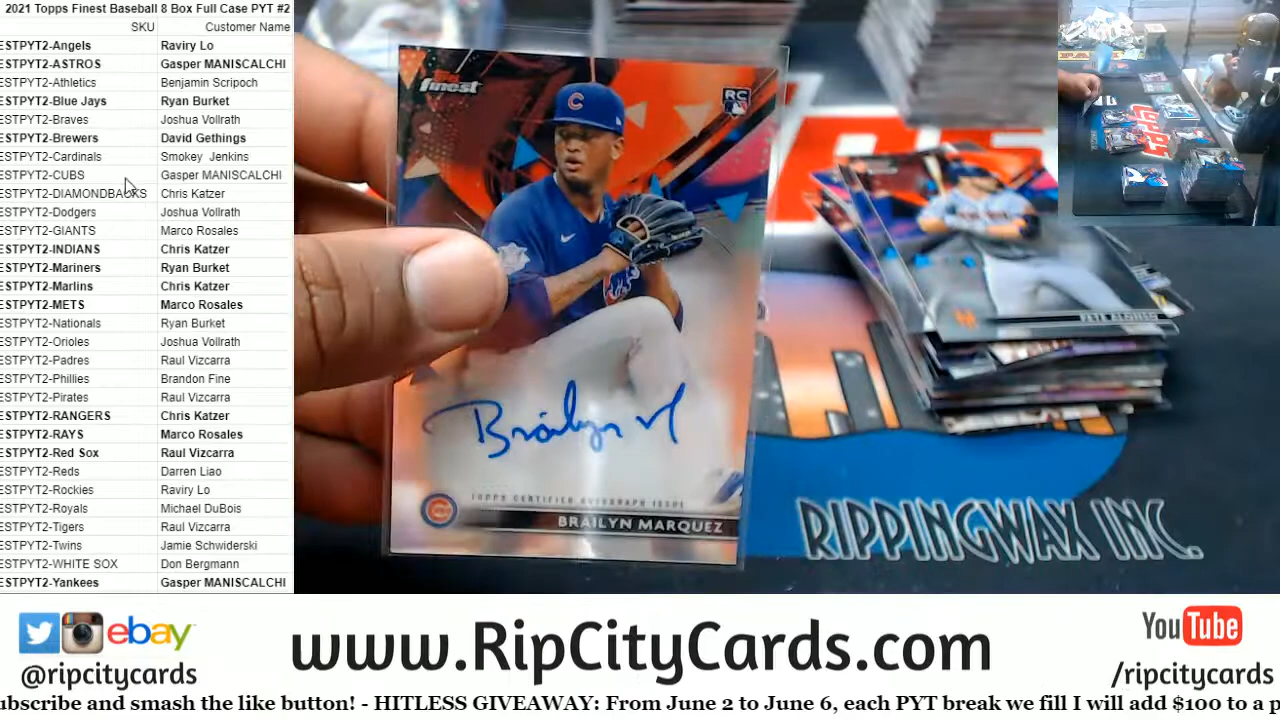 2021 Topps Finest Baseball 8 Box Full Case PYT #2
SKU Customer Name
ESTPYT2-Angels Raviry Lo
ESTPYT2-ASTROS Gasper MANISCALCHI
ESTPYT2-Athletics Benjamin Scripoch
ESTPYT2-Blue Jays Ryan Burket
ESTPYT2-Braves Joshua Vollrath
ESTPYT2-Brewers David Gethings
ESTPYT2-Cardinals Smokey Jenkins
ESTPYT2-CUBS Gasper MANISCALCHI
ESTPYT2-DIAMONDBACKS Chris Katzer
ESTPYT2-Dodgers Joshua Vollrath
ESTPYT2-GIANTS Marco Rosales
ESTPYT2-INDIANS Chris Katzer
ESTPYT2-Mariners Ryan Burket
ESTPYT2-Marlins Chris Katzer
ESTPYT2-METS Marco Rosales
ESTPYT2-Nationals Ryan Burket
ESTPYT2-Orioles Joshua Vollrath
ESTPYT2-Padres Raul Vizcarra
ESTPYT2-Phillies Brandon Fine
ESTPYT2-Pirates Raul Vizcarra
ESTPYT2-RANGERS Chris Katzer
ESTPYT2-RAYS Marco Rosales
ESTPYT2-Red Sox Raul Vizcarra
ESTPYT2-Reds Darren Liao
ESTPYT2-Rockies Raviry Lo
ESTPYT2-Royals Michael DuBois
ESTPYT2-Tigers Raul Vizcarra
ESTPYT2-Twins Jamie Schwiderski
ESTPYT2-WHITE SOX Don Bergmann
ESTPYT2-Yankees Gasper MANISCALCHI
topps
finest
RC
C
Brailyn M
TOPPS CERTIFIED AUTOGRAPH ISSUE
BRAILYN MARQUEZ
PETE ALONSO
RIPPINGWAX INC.
ebay
@ripcitycards
www.RipCityCards.com
YouTube
/ripcitycards
ubscribe and smash the like button! - HITLESS GIVEAWAY: From June 2 to June 6, each PYT break we fill I will add $100 to a p